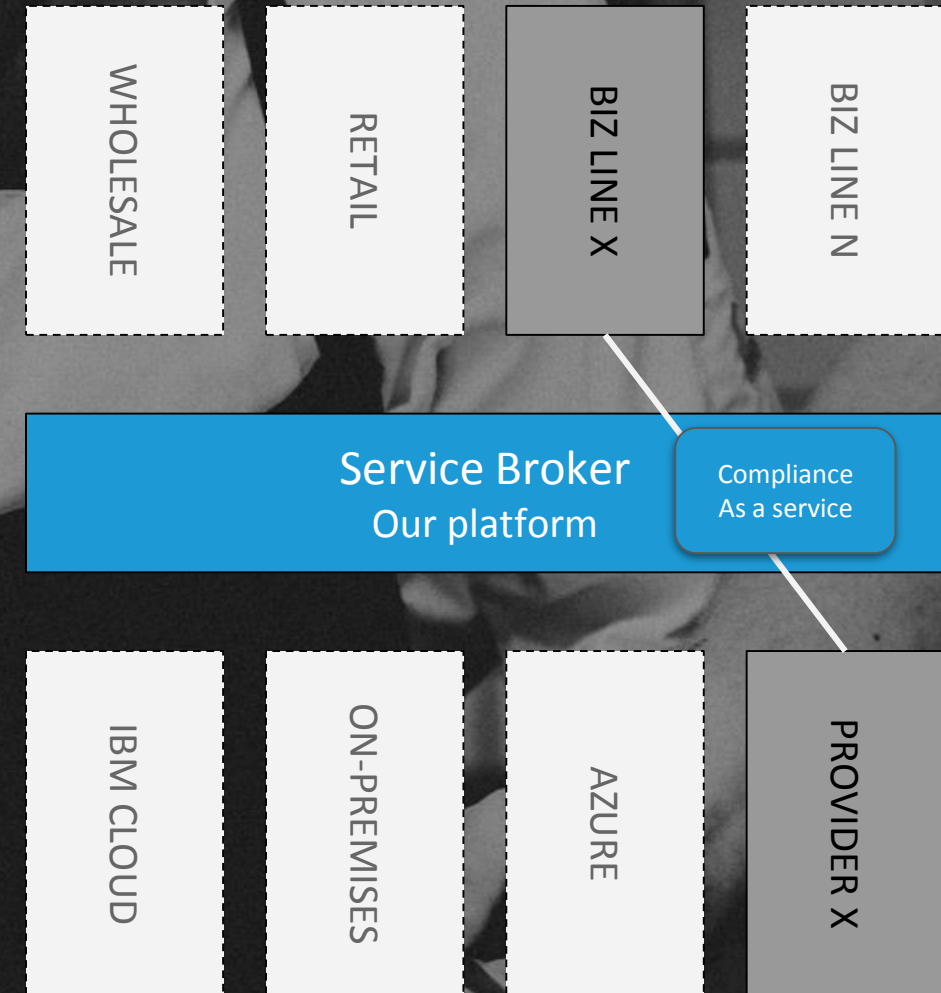 WHOLESALE
RETAIL
BIZ LINE X
BIZ LINE N
Service Broker
Our platform
Compliance
As a service
IBM CLOUD
ON-PREMISES
AZURE
PROVIDER X